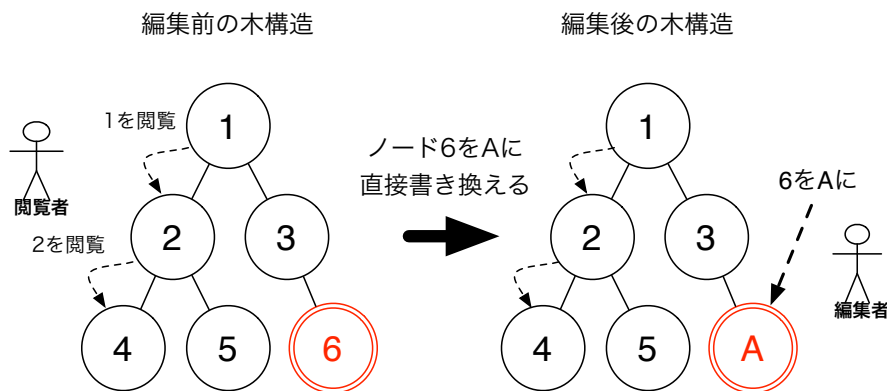 編集前の木構造
編集後の木構造
1を閲覧
1
閲覧者
2を閲覧
2
3
4
5
6
ノード6をAに
直接書き換える
1
6をAに
2
3
編集者
4
5
A